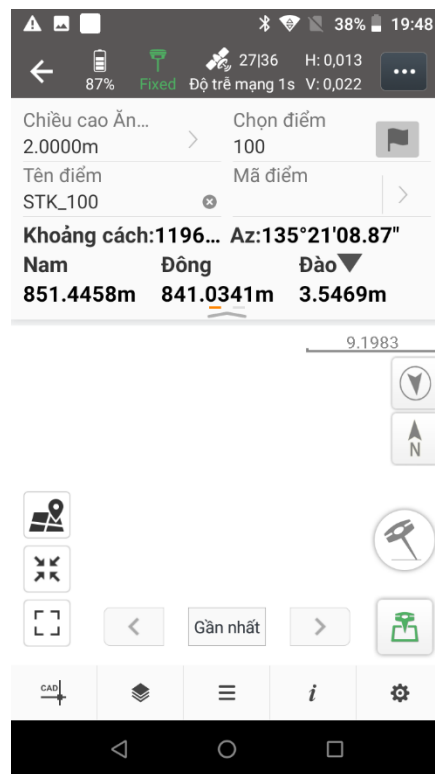 38% 19:48
27|36 H: 0,013
87% Fixed Độ trễ mạng 1s V: 0,022
Chiều cao Ăn... Chọn điểm
2.0000m 100
Tên điểm Mã điểm
STK_100
Khoảng cách:1196... Az:135°21'08.87"
Nam Đông Đào
851.4458m 841.0341m 3.5469m
9.1983
N
Gần nhất
CAD i